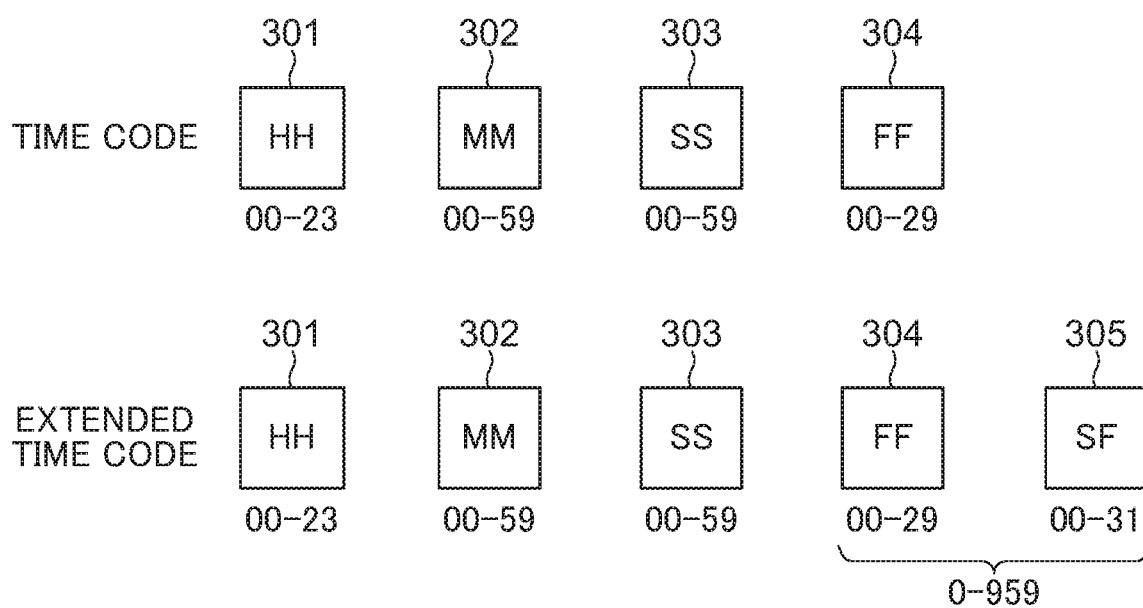 301 302 303 304
TIME CODE HH MM SS FF
00-23 00-59 00-59 00-29
301 302 303 304 305
EXTENDED
TIME CODE HH MM SS FF SF
00-23 00-59 00-59 00-29 00-31
0-959